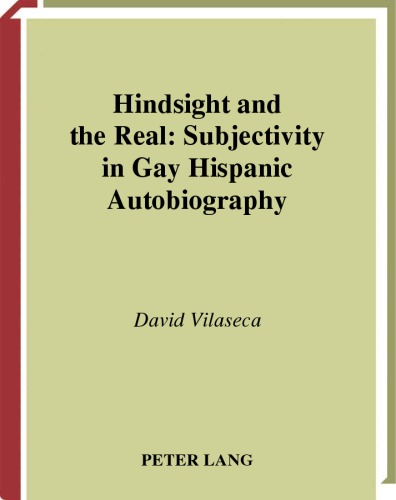 Hindsight and
the Real: Subjectivity
in Gay Hispanic
Autobiography
David Vilaseca
PETER LANG